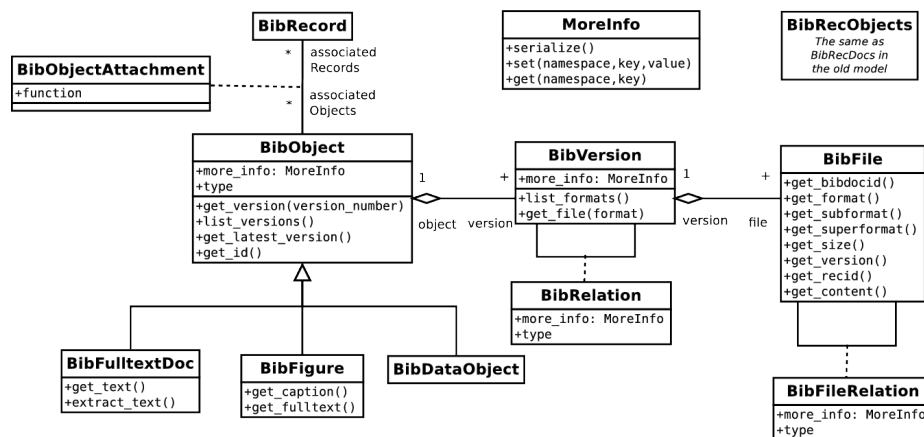 BibRecord
*
associated
Records
*
associated
Objects
BibObjectAttachment
+function
MoreInfo
+serialize()
+set(namespace,key,value)
+get(namespace,key)
BibRecObjects
The same as
BibRecDocs in
the old model
BibObject
+more_info: MoreInfo
+type
+get_version(version_number)
+list_versions()
+get_latest_version()
+get_id()
1
+
object
version
BibVersion
+more_info: MoreInfo
+list_formats()
+get_file(format)
1
+
version
file
BibFile
+get_bibdocid()
+get_format()
+get_subformat()
+get_superformat()
+get_size()
+get_version()
+get_recid()
+get_content()
BibRelation
+more_info: MoreInfo
+type
BibFulltextDoc
+get_text()
+extract_text()
BibFigure
+get_caption()
+get_fulltext()
BibDataObject
BibFileRelation
+more_info: MoreInfo
+type